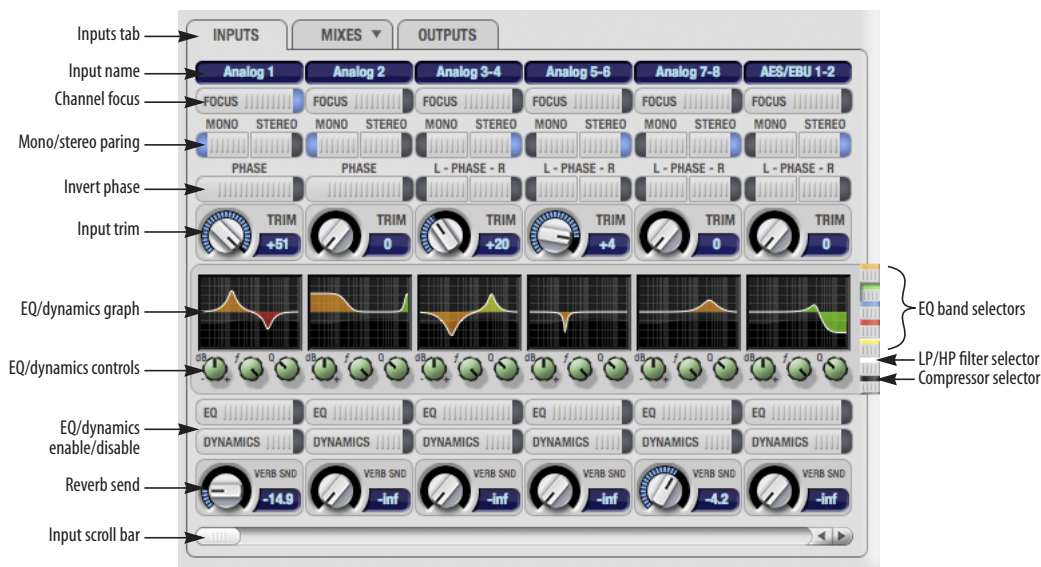 Inputs tab
INPUTS MIXES OUTPUTS
Input name
Analog 1 Analog 2 Analog 3-4 Analog 5-6 Analog 7-8 AES/EBU 1-2
Channel focus
FOCUS FOCUS FOCUS FOCUS FOCUS FOCUS
MONO STEREO MONO STEREO MONO STEREO MONO STEREO MONO STEREO MONO STEREO
Mono/stereo paring
PHASE PHASE L - PHASE - R L - PHASE - R L - PHASE - R L - PHASE - R
Invert phase
TRIM TRIM TRIM TRIM TRIM TRIM
Input trim
+51 0 +20 +4 0 0
EQ/dynamics graph
EQ band selectors
dB f Q dB f Q dB f Q dB f Q dB f Q dB f Q
LP/HP filter selector
EQ/dynamics controls
- + - + - + - + - + - +
Compressor selector
EQ EQ EQ EQ EQ EQ
EQ/dynamics
enable/disable
DYNAMICS DYNAMICS DYNAMICS DYNAMICS DYNAMICS DYNAMICS
VERB SND VERB SND VERB SND VERB SND VERB SND VERB SND
Reverb send
-14.9 -inf -inf -inf -4.2 -inf
Input scroll bar